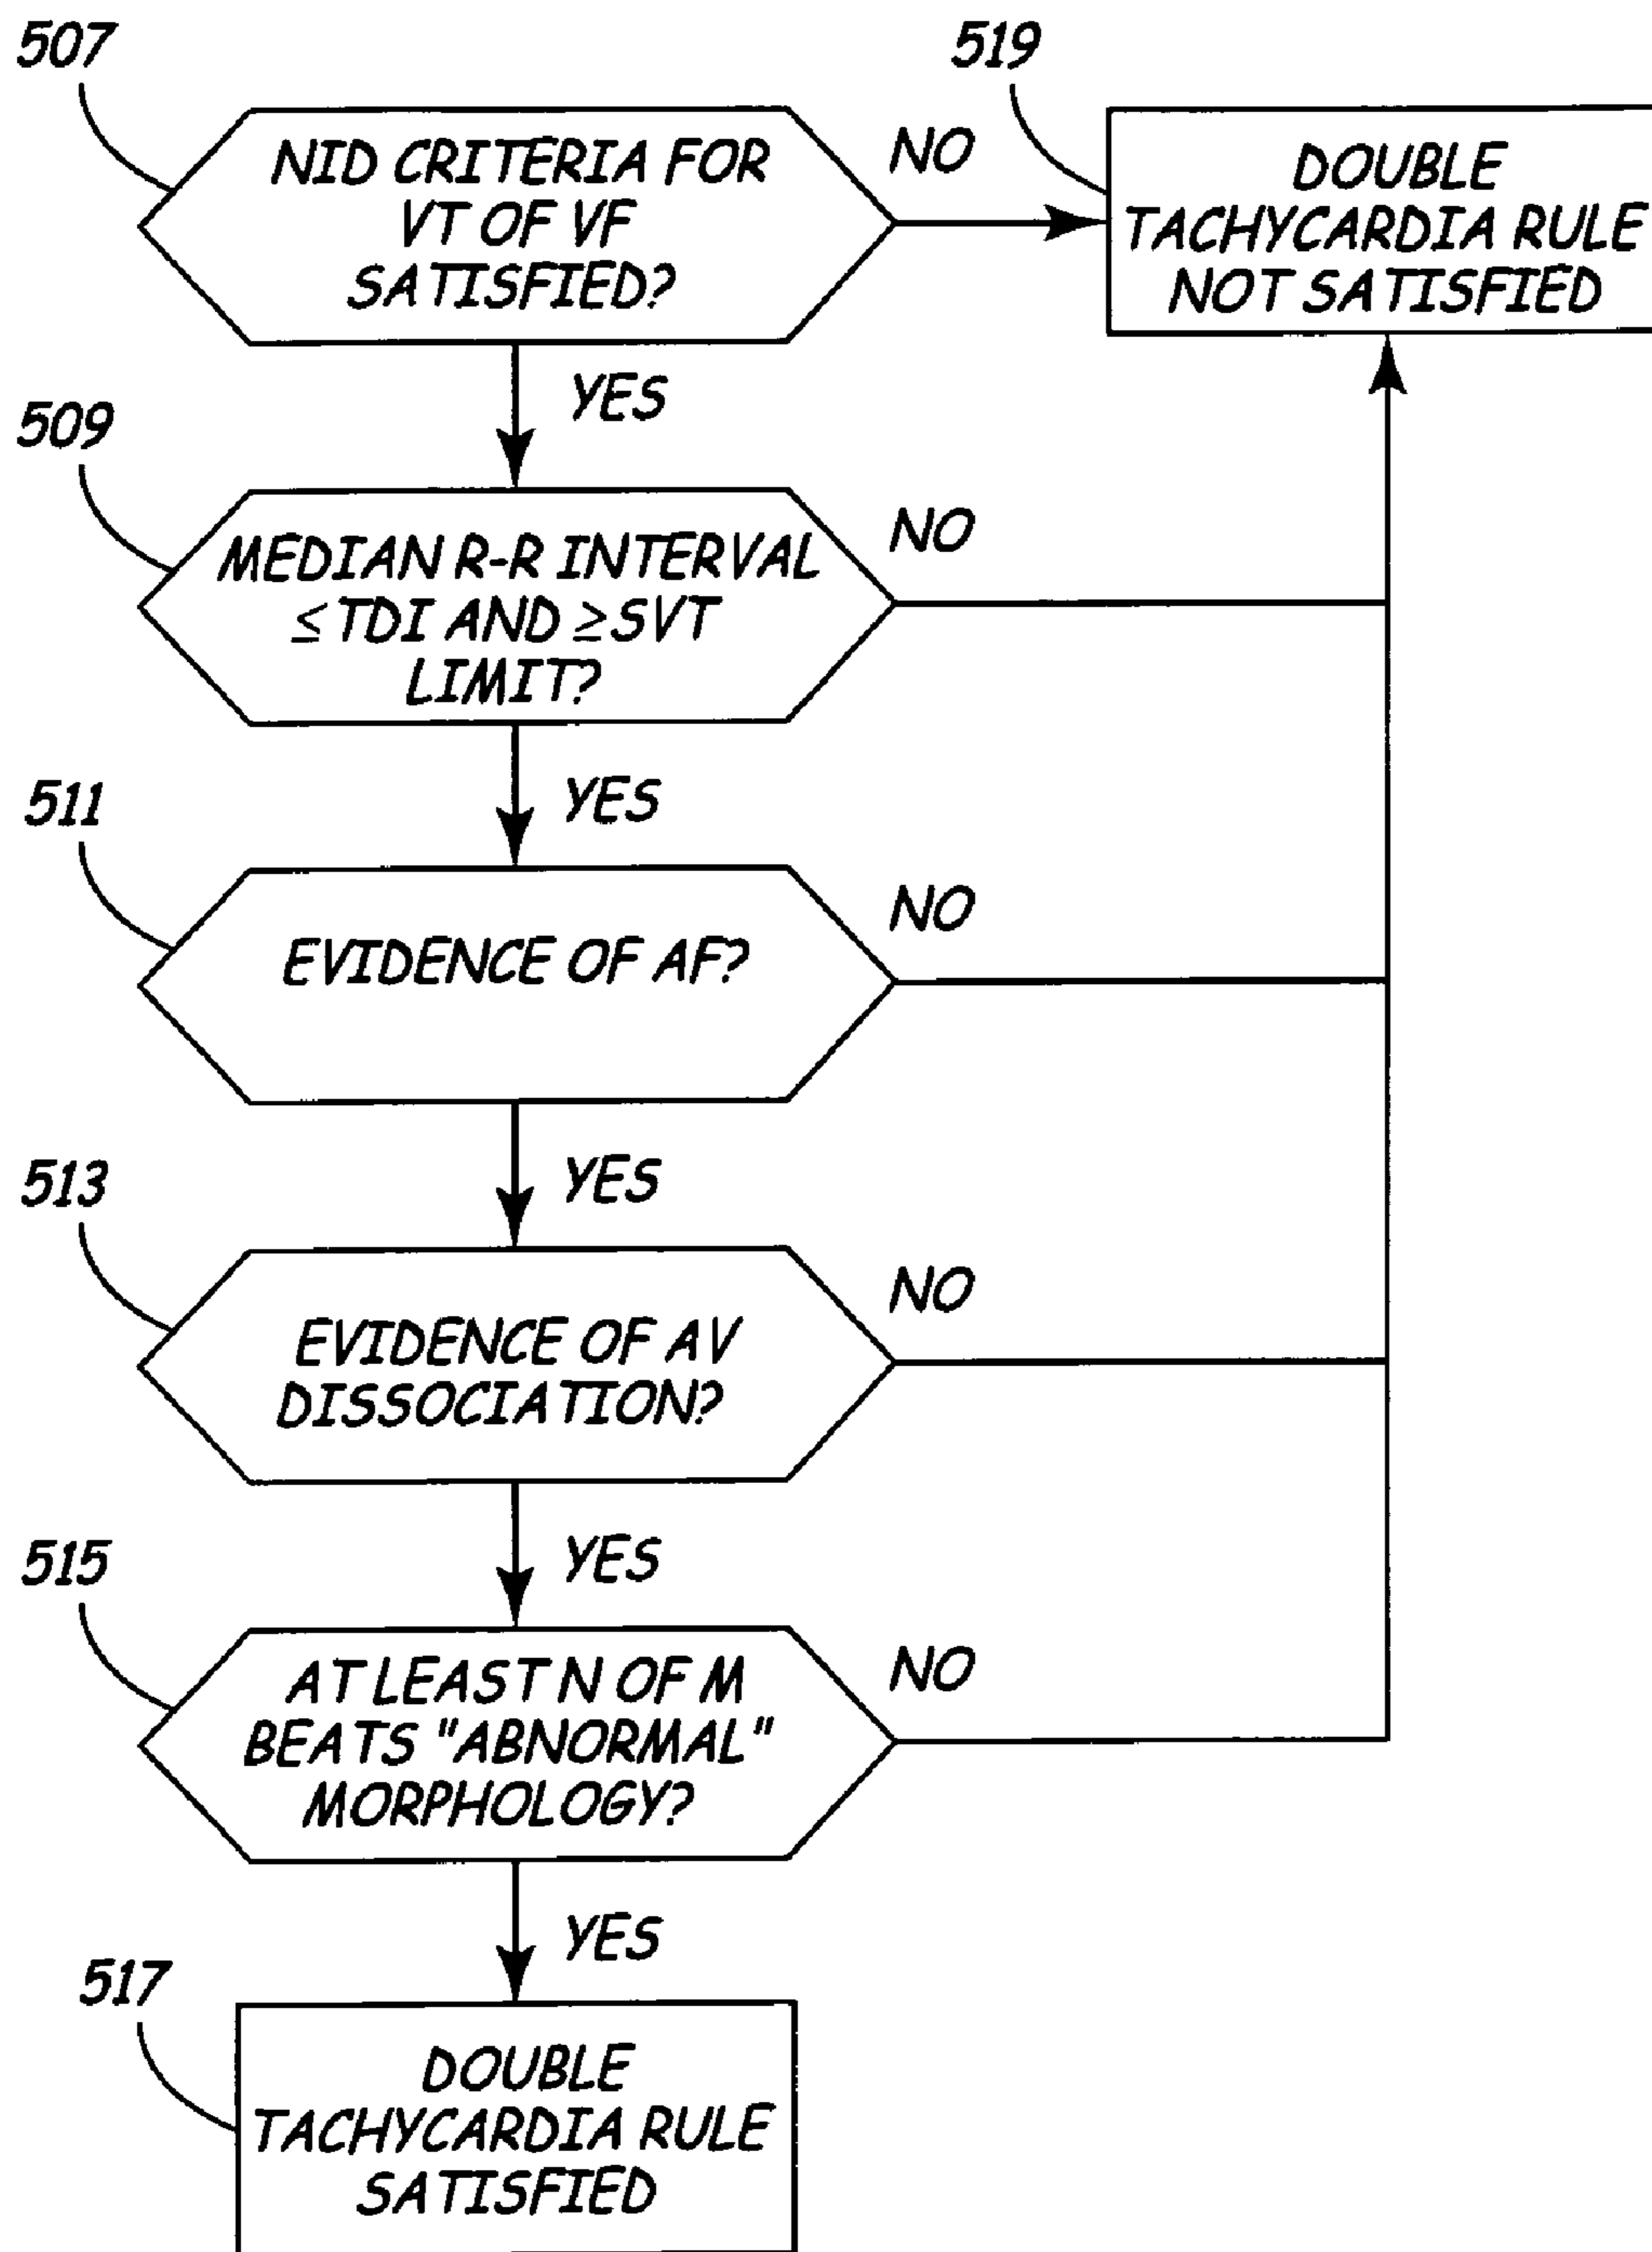 507
NID CRITERIA FOR
VT OF VF
SATISFIED?
NO
519
DOUBLE
TACHYCARDIA RULE
NOT SATISFIED
YES
509
MEDIAN R-R INTERVAL
≤TDI AND ≥SVT
LIMIT?
NO
YES
511
EVIDENCE OF AF?
NO
YES
513
EVIDENCE OF AV
DISSOCIATION?
NO
YES
515
AT LEAST N OF M
BEATS "ABNORMAL"
MORPHOLOGY?
NO
YES
517
DOUBLE
TACHYCARDIA RULE
SATISFIED